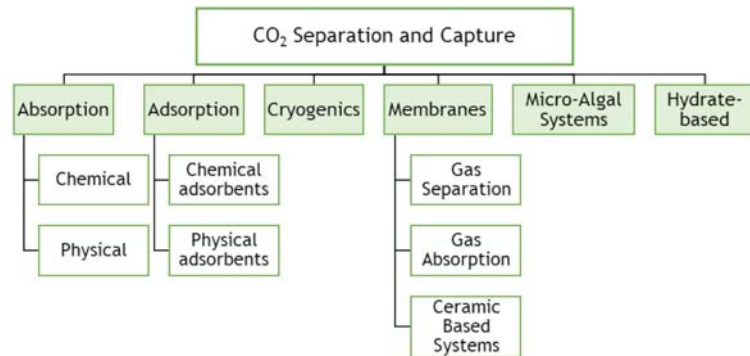 CO₂ Separation and Capture
Absorption
Adsorption
Cryogenics
Membranes
Micro-Algal
Systems
Hydrate-
based
Chemical
Physical
Chemical
adsorbents
Physical
adsorbents
Gas
Separation
Gas
Absorption
Ceramic
Based
Systems